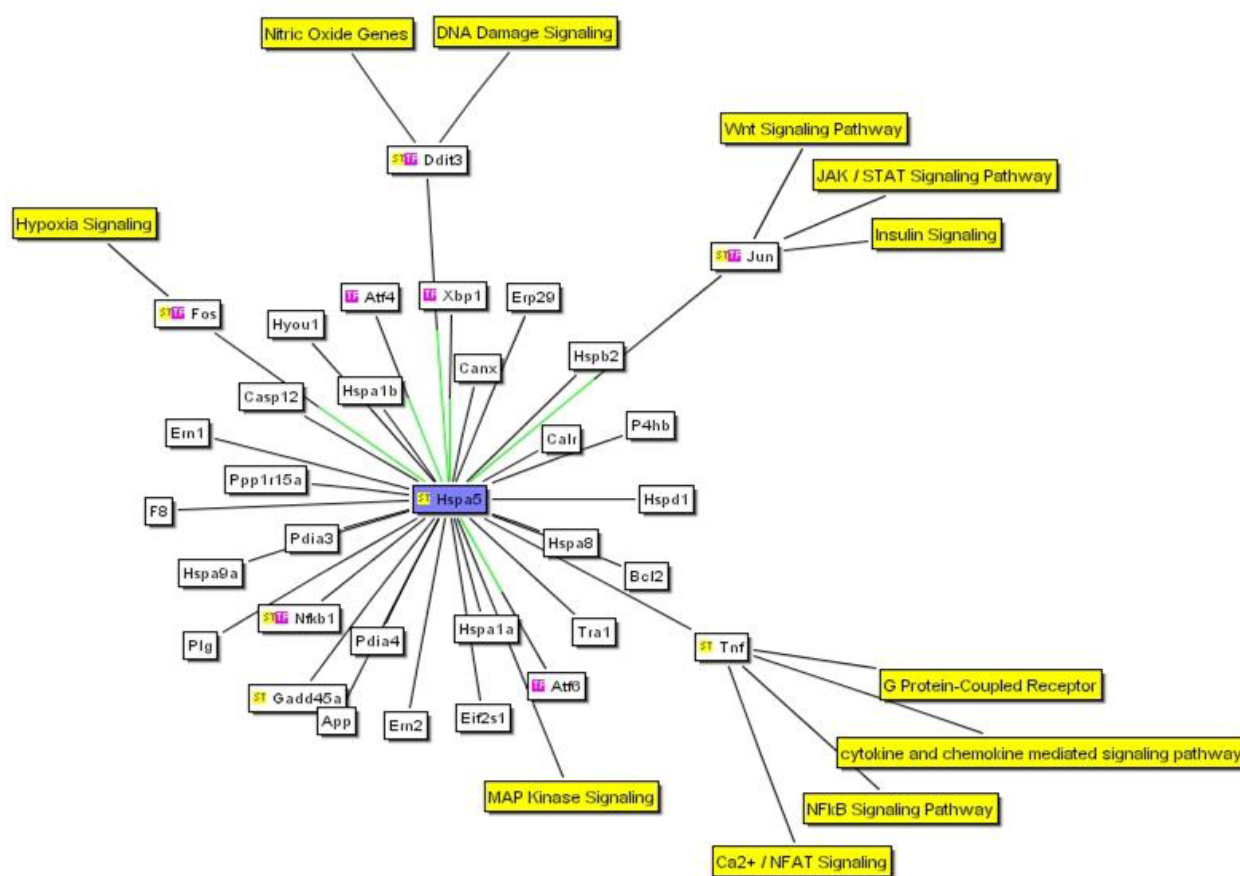 Nitric Oxide Genes
DNA Damage Signaling
Wnt Signaling Pathway
ST TF Ddit3
JAK / STAT Signaling Pathway
Hypoxia Signaling
Insulin Signaling
ST TF Jun
TF Atf4
TF Xbp1
Erp29
ST TF Fos
Hyou1
Hspb2
Canx
Hspa1b
Casp12
P4hb
Ern1
Calr
Ppp1r15a
ST Hspa5
Hspd1
F8
Pdia3
Hspa8
Hspa9a
Bcl2
ST TF Nfkb1
Hspa1a
Tra1
Plg
Pdia4
ST Tnf
TF Atf6
G Protein-Coupled Receptor
ST Gadd45a
App
Ern2
Eif2s1
cytokine and chemokine mediated signaling pathway
MAP Kinase Signaling
NFkB Signaling Pathway
Ca2+ / NFAT Signaling